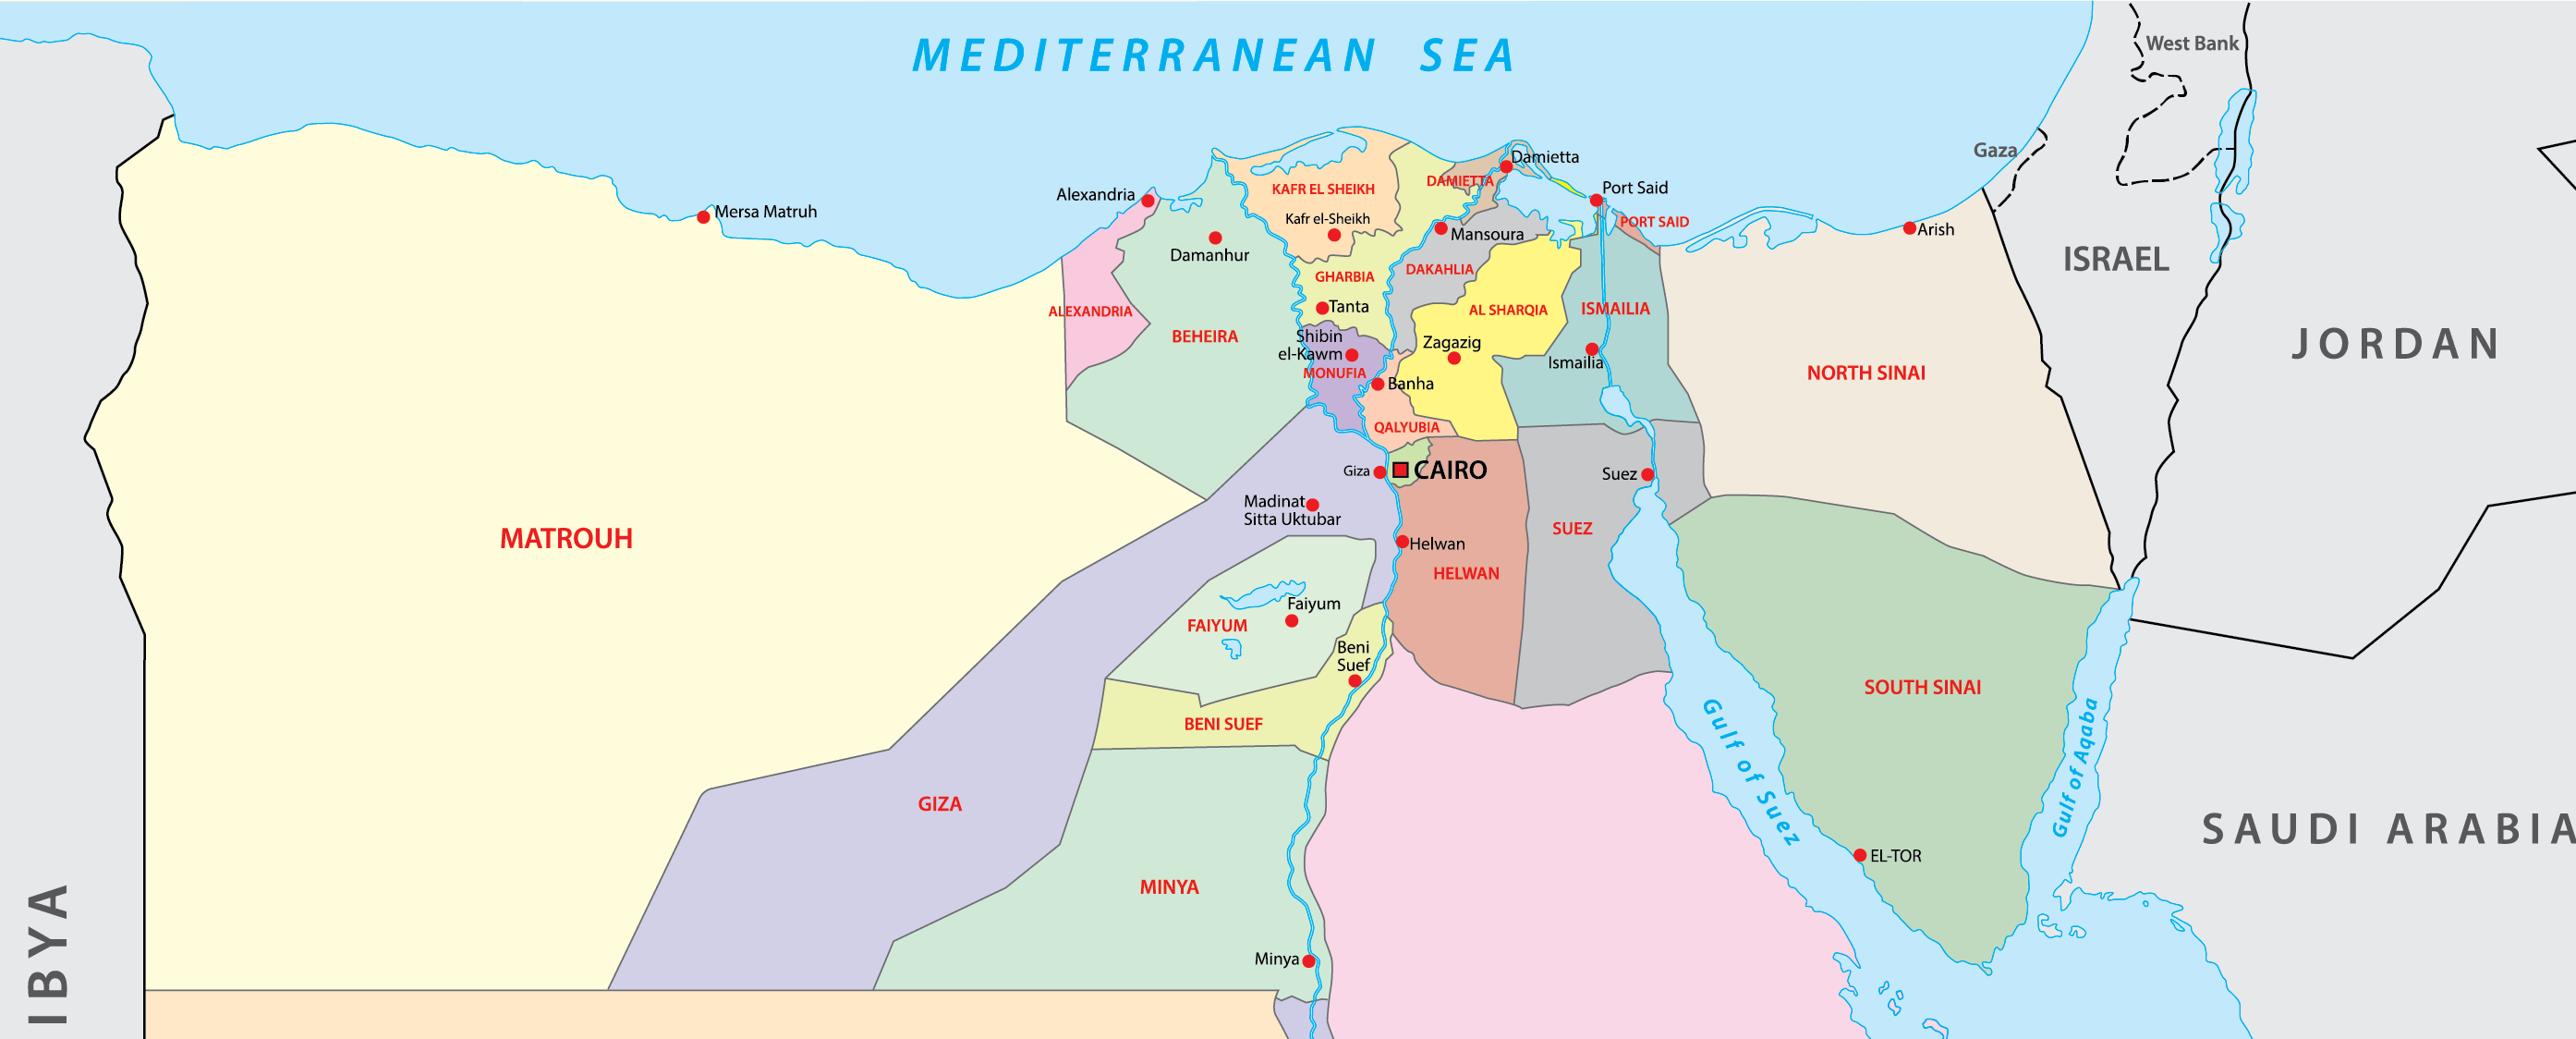 MEDITERRANEAN SEA
West Bank
Gaza
ISRAEL
JORDAN
SAUDI ARABIA
IBYA
Mersa Matruh
MATROUH
Alexandria
ALEXANDRIA
Damanhur
BEHEIRA
KAFR EL SHEIKH
Kafr el-Sheikh
GHARBIA
Tanta
Shibin
el-Kawm
MONUFIA
Damietta
DAMIETTA
Mansoura
DAKAHLIA
Port Said
PORT SAID
AL SHARQIA
Zagazig
ISMAILIA
Ismailia
Banha
QALYUBIA
Arish
NORTH SINAI
Giza
CAIRO
Madinat
Sitta Uktubar
Helwan
HELWAN
Suez
SUEZ
Faiyum
FAIYUM
Beni
Suef
BENI SUEF
GIZA
MINYA
Minya
SOUTH SINAI
EL-TOR
Gulf of Suez
Gulf of Aqaba